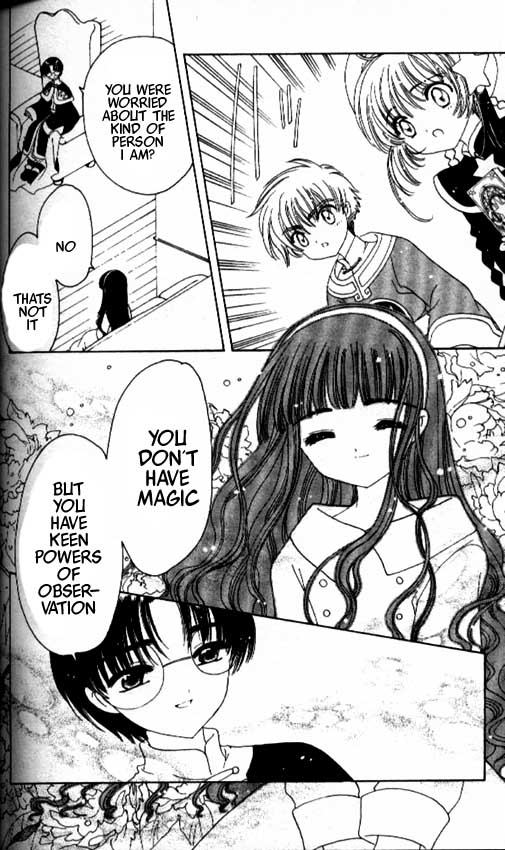 YOU WERE
WORRIED
ABOUT THE
KIND OF
PERSON
I AM?
NO
THATS
NOT IT
YOU
DON'T
HAVE
MAGIC
BUT
YOU
HAVE
KEEN
POWERS
OF
OBSER-
VATION